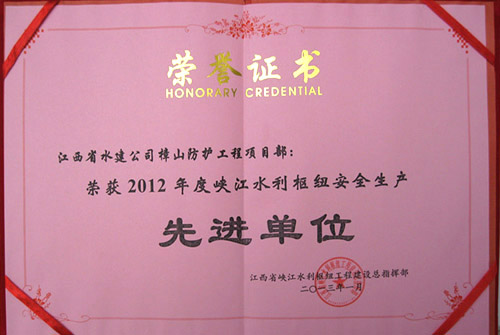 荣誉证书
HONORARY CREDENTIAL
江西省水建公司樟山防护工程项目部：
荣获2012年度峡江水利枢纽安全生产
先进单位
江西省峡江水利枢纽工程建设总指挥部
二〇一三年一月